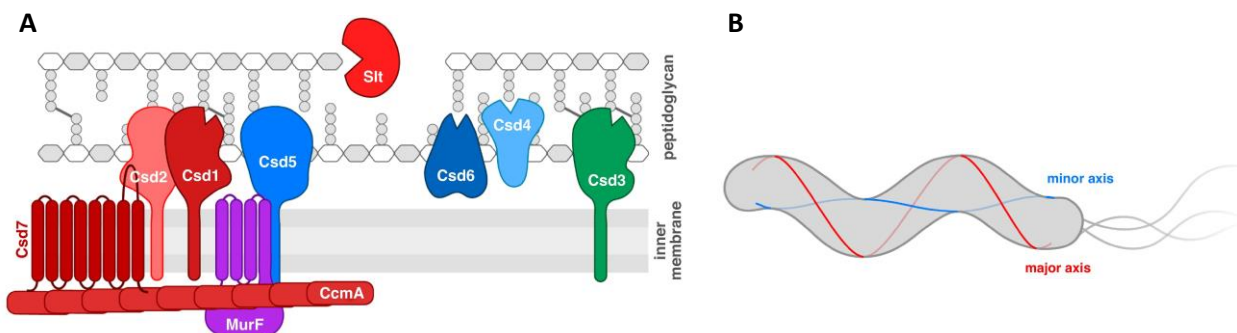 A
B
Slt
peptidoglycan
Csd4
Csd5
Csd2
Csd1
Csd6
Csd3
minor axis
Csd7
inner
membrane
major axis
CcmA
MurF